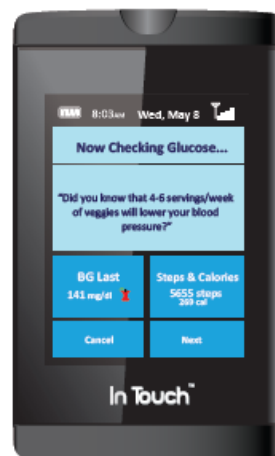 8:03AM Wed, May 8
Now Checking Glucose...
"Did you know that 4-6 servings/week
of veggies will lower your blood
pressure?"
BG Last
141 mg/dl
Steps & Calories
5655 steps
269 cal
Cancel
Next
In Touch™